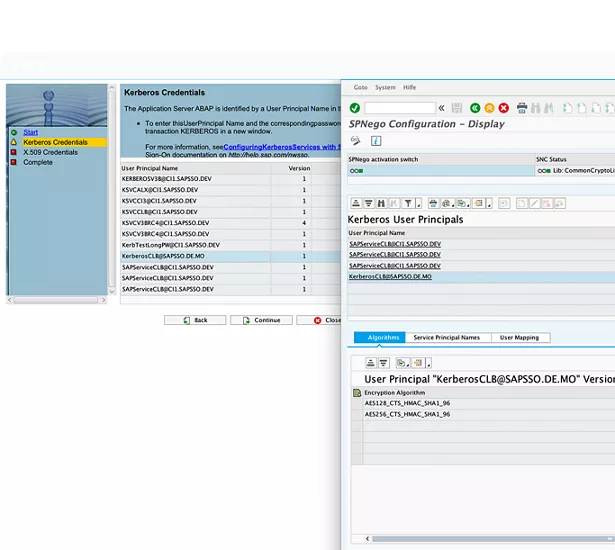 Start
Kerberos Credentials
X.509 Credentials
Complete
Kerberos Credentials
The Application Server ABAP is identified by a User Principal Name in t
• To enter thisUserPrincipal Name and the correspondingpasswor
transaction KERBEROS in a new window.
For more information, seeConfiguringKerberosServices with S
Sign-On documentation on http://help.sap.com/nwsso.
User Principal Name Version
KERBEROSV38@CI1.SAPSSO.DEV 1
KSVCALX@CI1.SAPSSO.DEV 1
KSVCCI3@CI1.SAPSSO.DEV 1
KSVCCLB@CI1.SAPSSO.DEV 1
KSVCV3BRC4@CI1.SAPSSO.DEV 4
KSVCV3BRC4@CI1.SAPSSO.DEV 1
KerbTestLongPW@CI1.SAPSSO.DEV 1
KerberosCLB@SAPSSO.DE.MO 1
SAPServiceCLB@CI1.SAPSSO.DEV 1
SAPServiceCLB@CI1.SAPSSO.DEV 1
SAPServiceCLB@CI1.SAPSSO.DEV 1
Back
Continue
Close
Goto System Hilfe
SPNego Configuration - Display
SPNego activation switch SNC Status
Lib: CommonCryptoLi
Kerberos User Principals
User Principal Name
SAPServiceCLB@CI1.SAPSSO.DEV
SAPServiceCLB@CI1.SAPSSO.DEV
SAPServiceCLB@CI1.SAPSSO.DEV
KerberosCLB@SAPSSO.DE.MO
Algorithms Service Principal Names User Mapping
User Principal "KerberosCLB@SAPSSO.DE.MO" Version
Encryption Algorithm
AES128_CTS_HMAC_SHA1_96
AES256_CTS_HMAC_SHA1_96